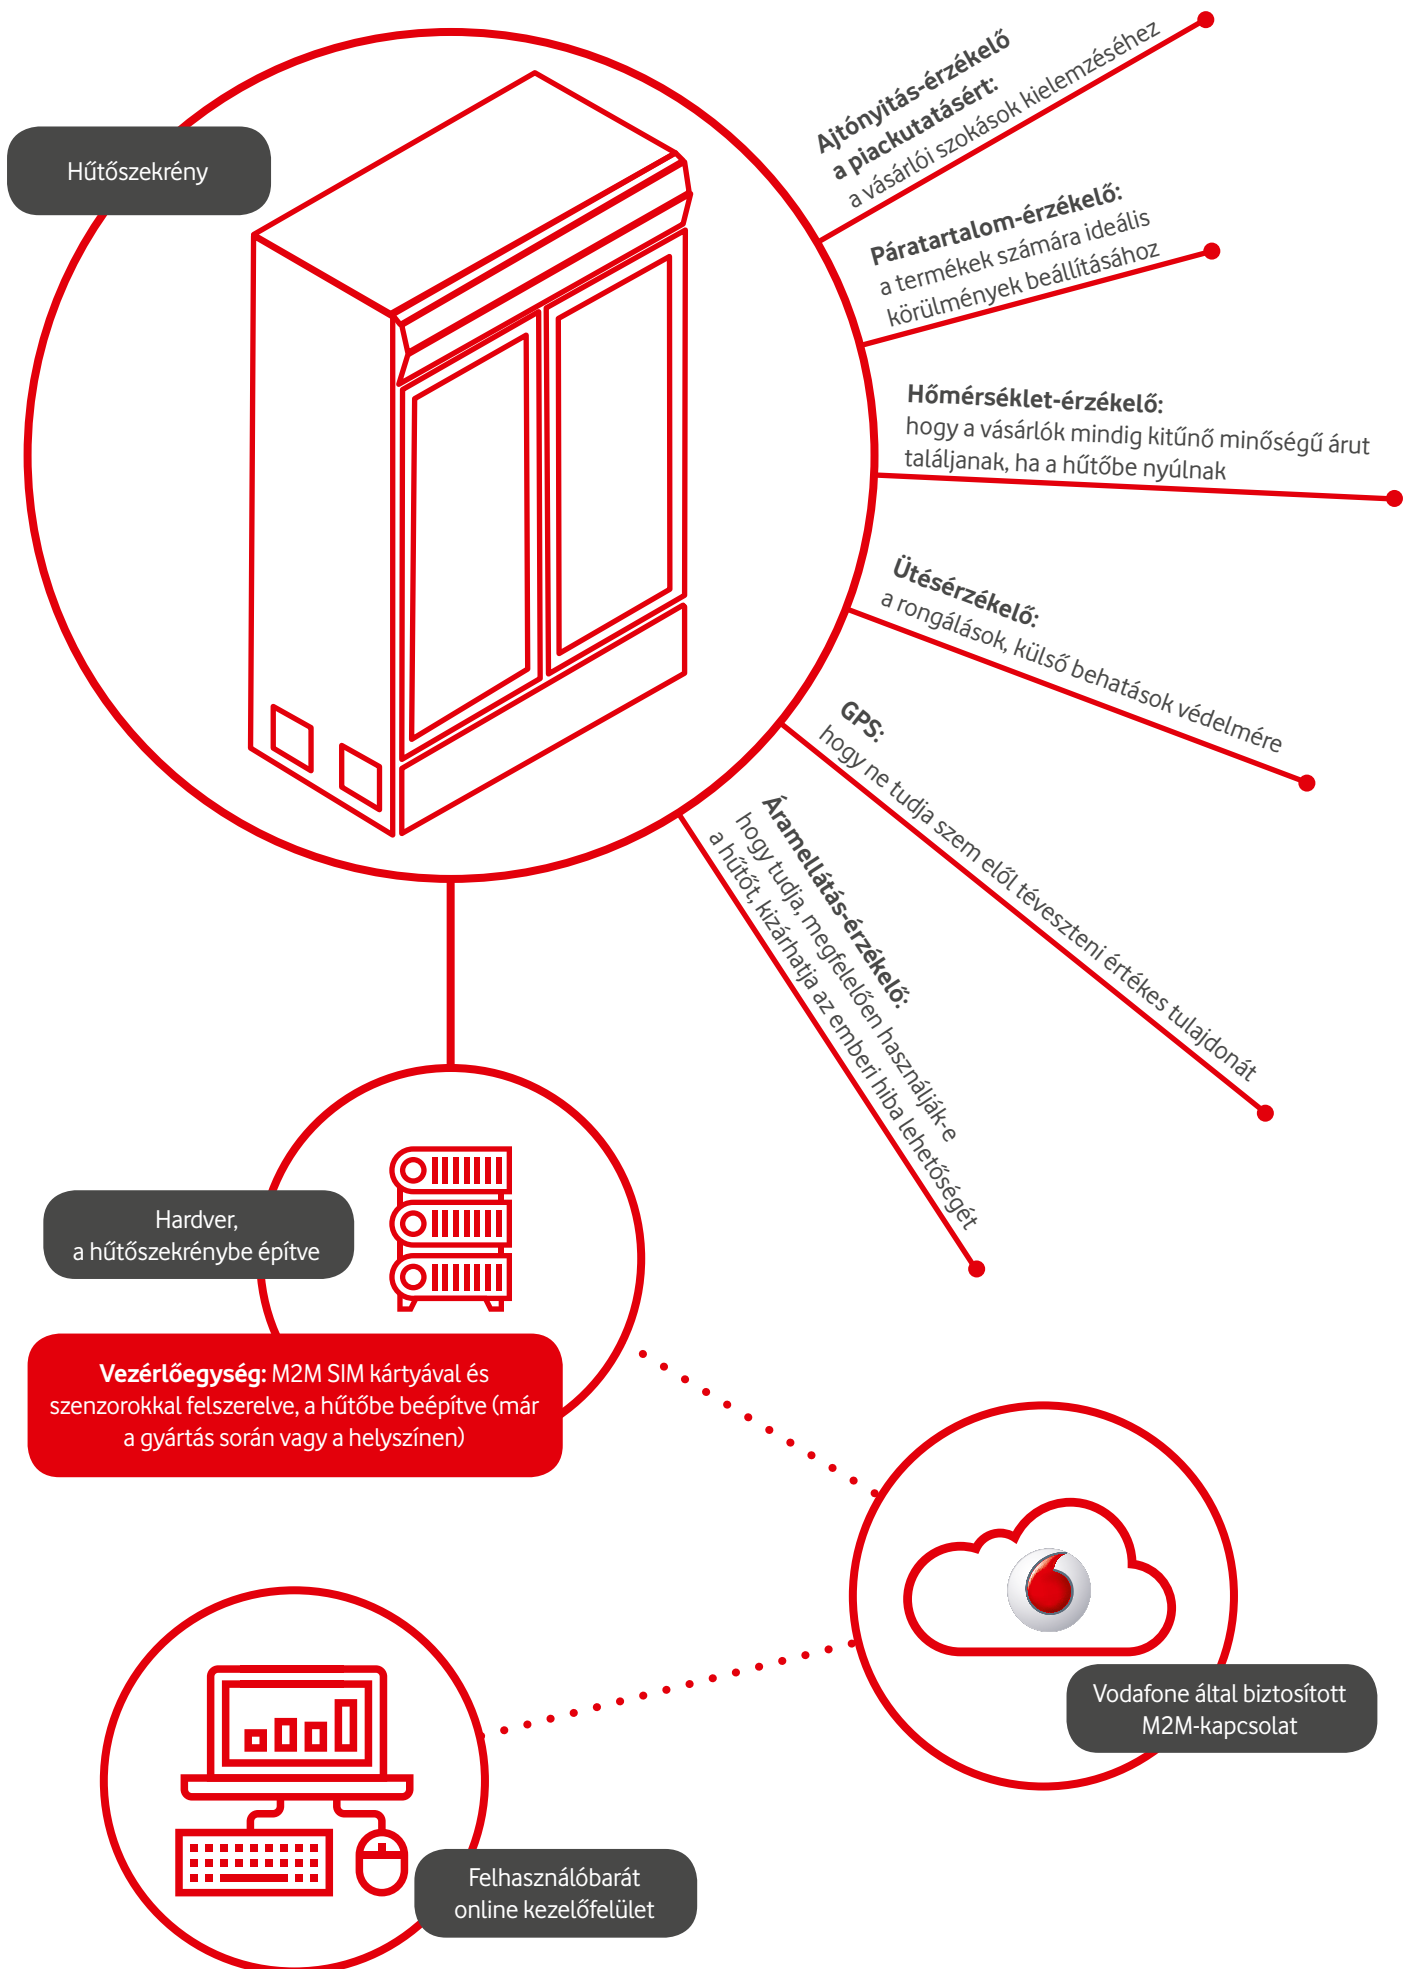 Hűtőszekrény
Ajtónyitás-érzékelő
a piackutatásért:
a vásárlói szokások kielemzéséhez
Páratartalom-érzékelő:
a termékek számára ideális
körülmények beállításához
Hőmérséklet-érzékelő:
hogy a vásárlók mindig kitűnő minőségű árut
találjanak, ha a hűtőbe nyúlnak
Ütésérzékelő:
a rongálások, külső behatások védelmére
GPS:
hogy ne tudja szem elől téveszteni értékes tulajdonát
Áramellátás-érzékelő:
hogy tudja, megfelelően használják-e
a hűtőt, kizárhatja az emberi hiba lehetőségét
Hardver,
a hűtőszekrénybe építve
Vezérlőegység: M2M SIM kártyával és
szenzorokkal felszerelve, a hűtőbe beépítve (már
a gyártás során vagy a helyszínen)
Vodafone által biztosított
M2M-kapcsolat
Felhasználóbarát
online kezelőfelület